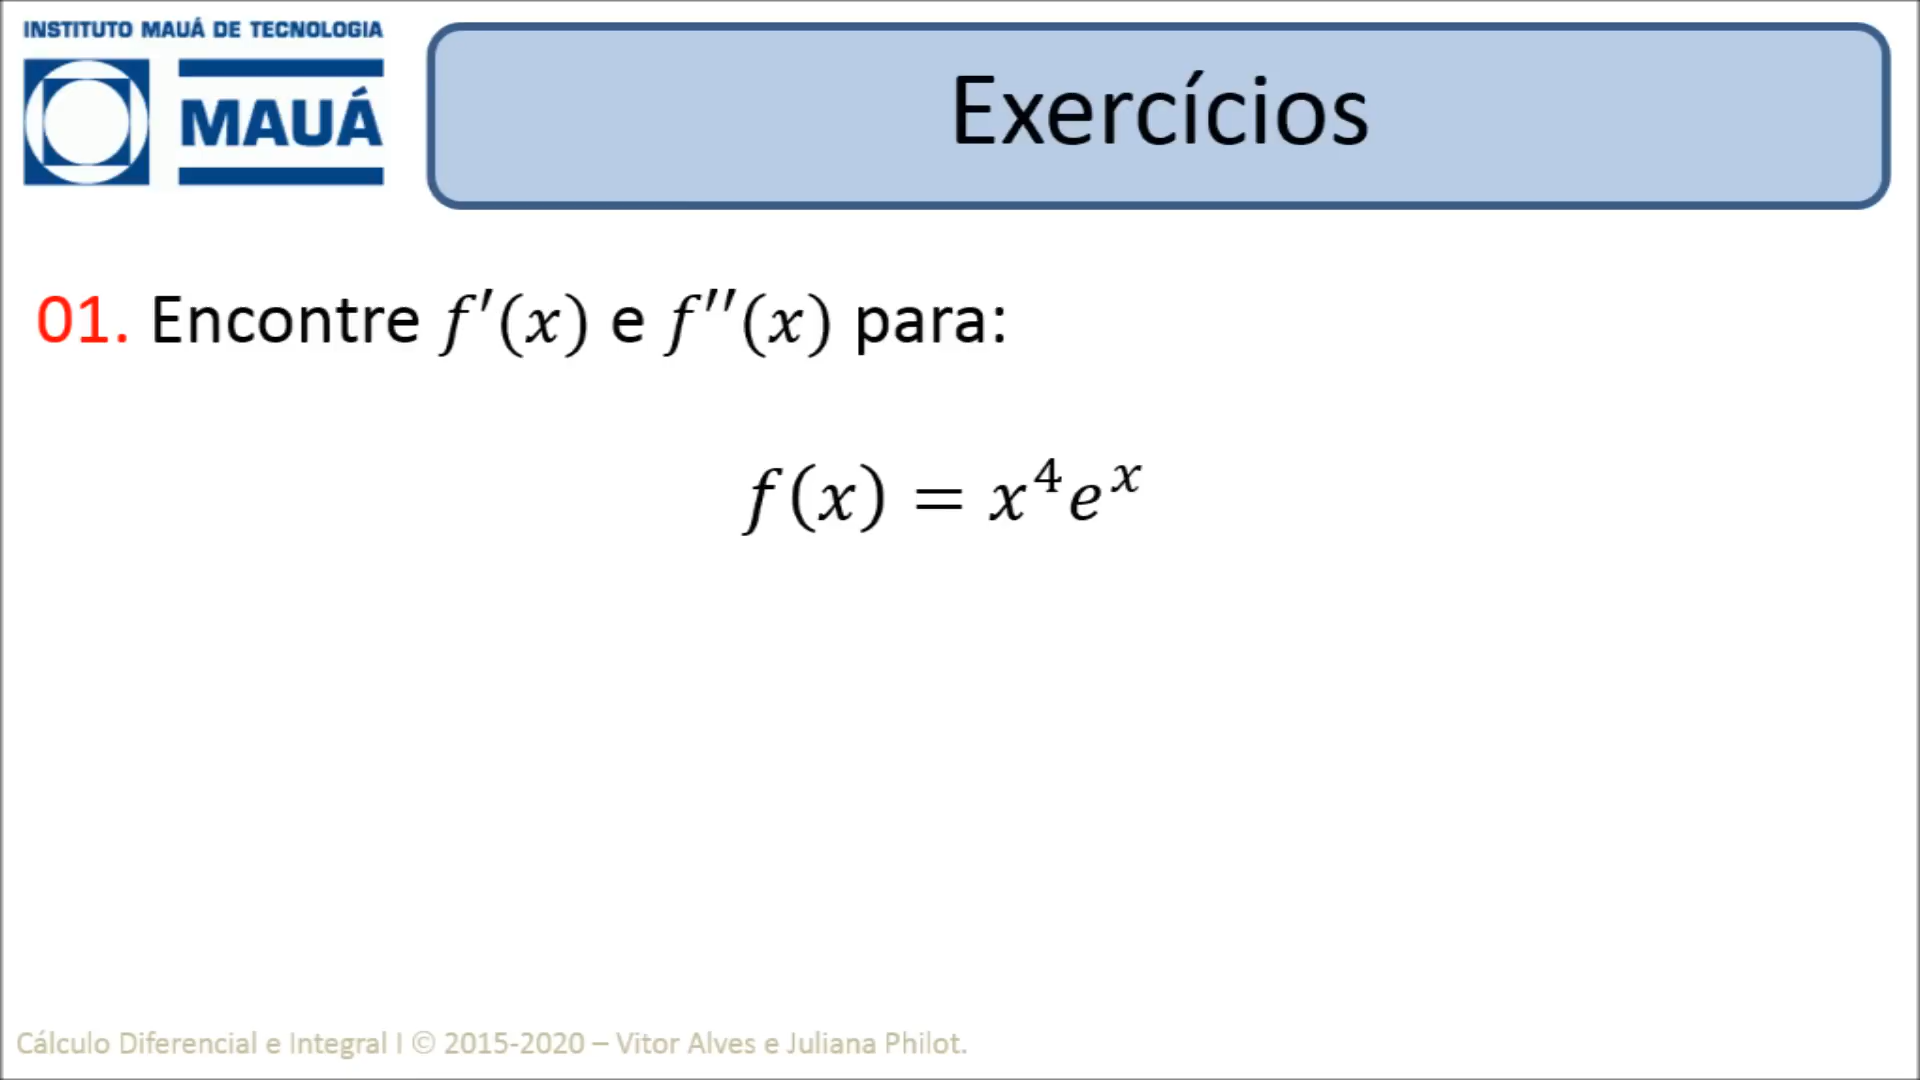 INSTITUTO MAUÁ DE TECNOLOGIA
MAUÁ
Exercícios
01. Encontre f′(x) e f′′(x) para:
f(x) = x⁴eˣ
Cálculo Diferencial e Integral I © 2015-2020 – Vitor Alves e Juliana Philot.